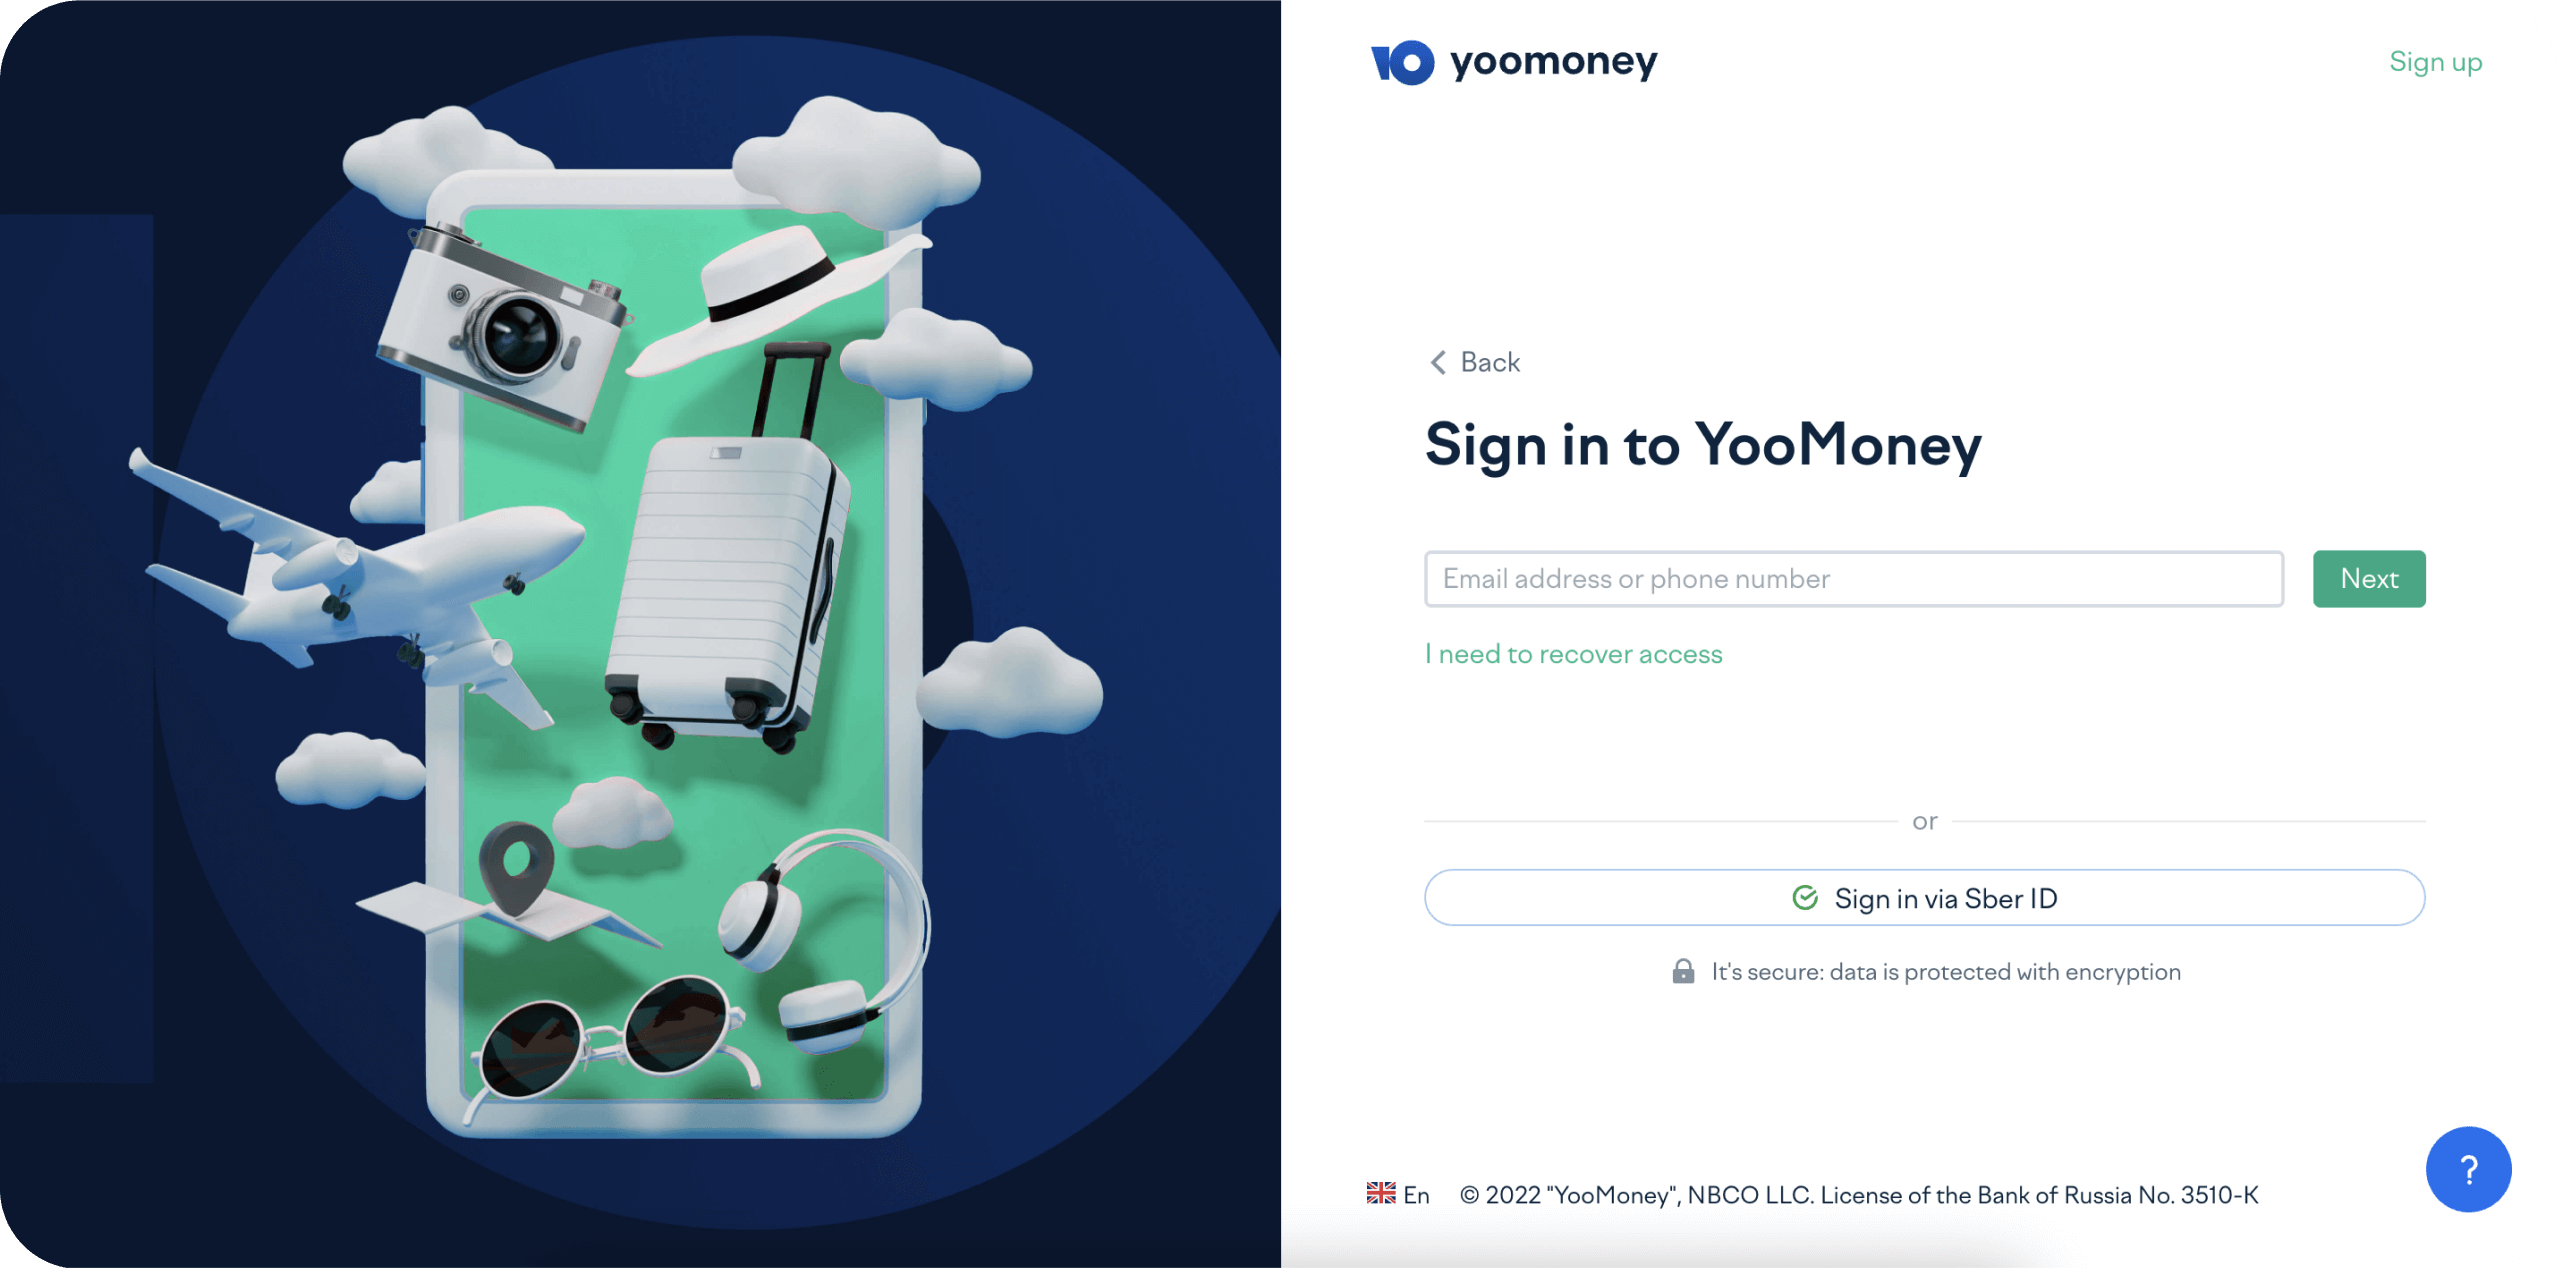 yoomoney
Sign up
Back
Sign in to YooMoney
Email address or phone number
Next
I need to recover access
or
Sign in via Sber ID
It's secure: data is protected with encryption
En
© 2022 "YooMoney", NBCO LLC. License of the Bank of Russia No. 3510-K
?